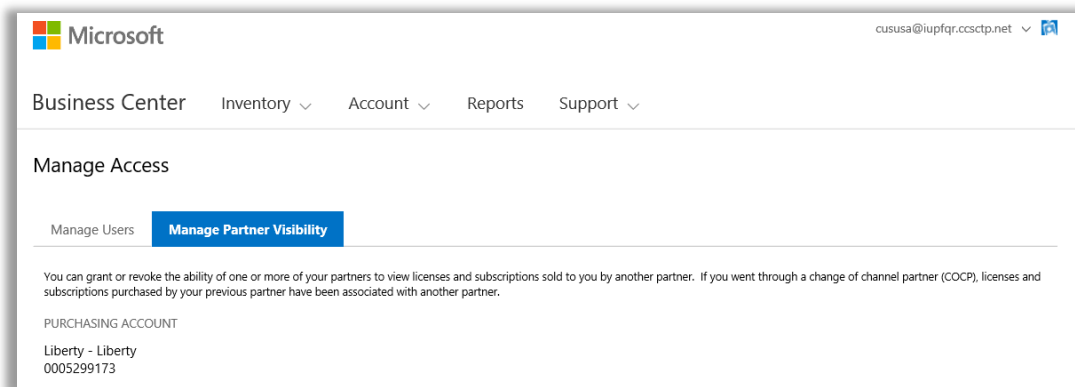 Microsoft
cususa@iupfqr.ccsctp.net
Business Center Inventory Account Reports Support
Manage Access
Manage Users Manage Partner Visibility
You can grant or revoke the ability of one or more of your partners to view licenses and subscriptions sold to you by another partner. If you went through a change of channel partner (COCP), licenses and
subscriptions purchased by your previous partner have been associated with another partner.
PURCHASING ACCOUNT
Liberty - Liberty
0005299173